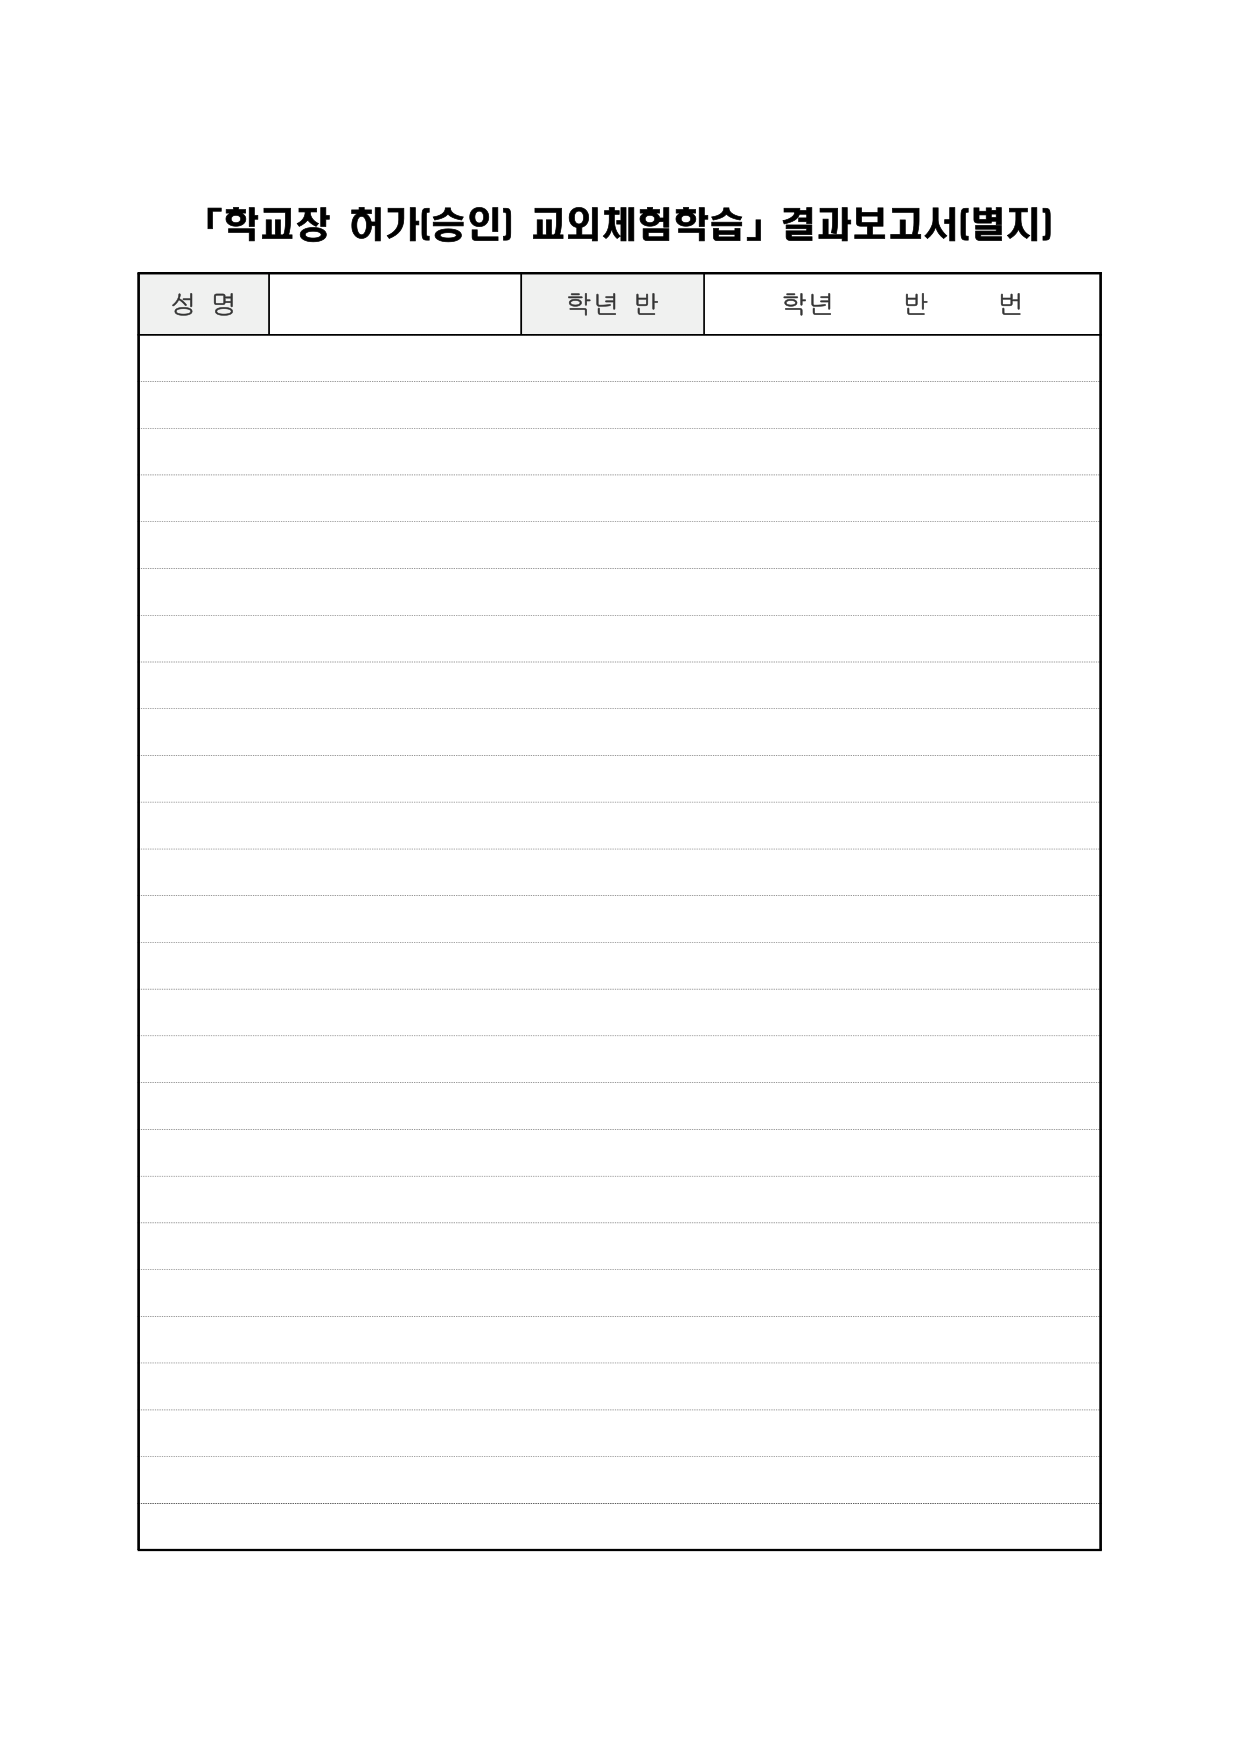 「학교장 허가(승인) 교외체험학습」 결과보고서(별지)
성 명 학년 반 학년 반 번